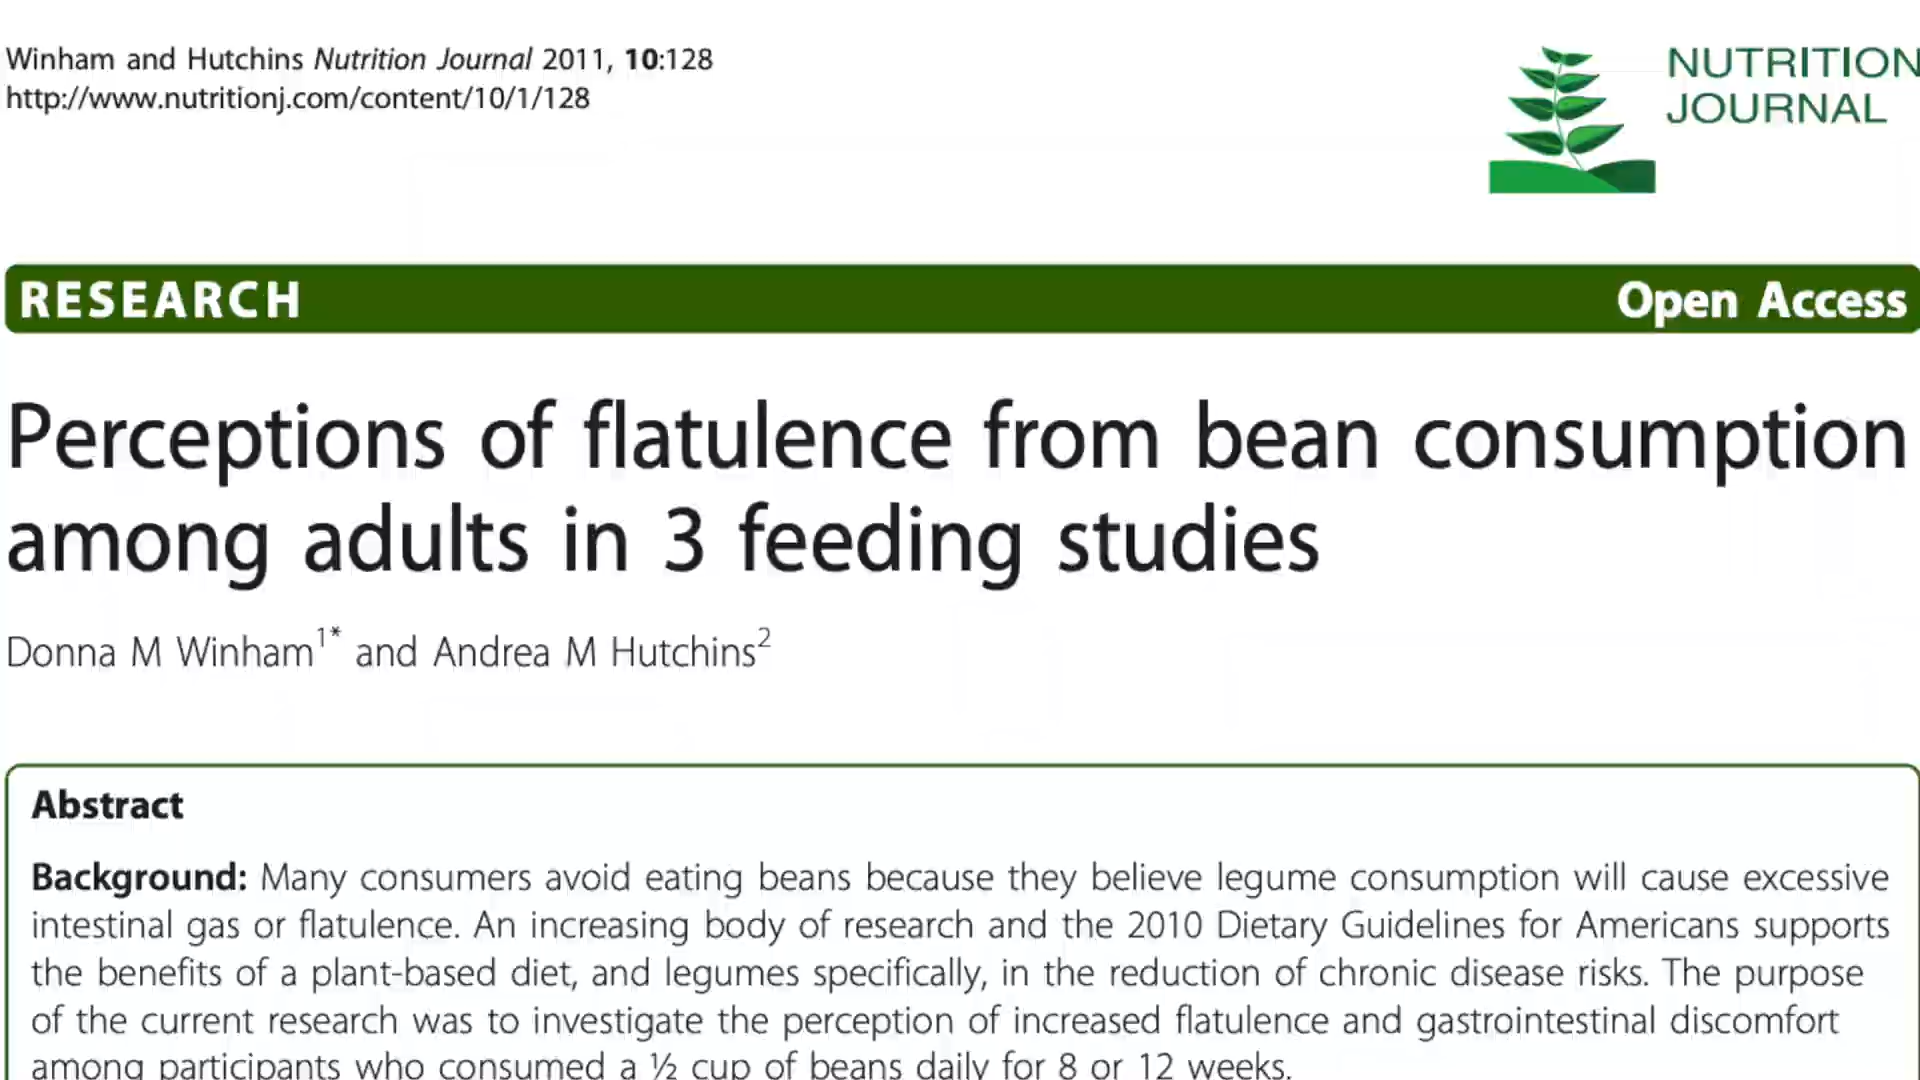 Winham and Hutchins Nutrition Journal 2011, 10:128
http://www.nutritionj.com/content/10/1/128
NUTRITION
JOURNAL
RESEARCH Open Access
Perceptions of flatulence from bean consumption
among adults in 3 feeding studies
Donna M Winham1* and Andrea M Hutchins2
Abstract
Background: Many consumers avoid eating beans because they believe legume consumption will cause excessive
intestinal gas or flatulence. An increasing body of research and the 2010 Dietary Guidelines for Americans supports
the benefits of a plant-based diet, and legumes specifically, in the reduction of chronic disease risks. The purpose
of the current research was to investigate the perception of increased flatulence and gastrointestinal discomfort
among participants who consumed a ½ cup of beans daily for 8 or 12 weeks.